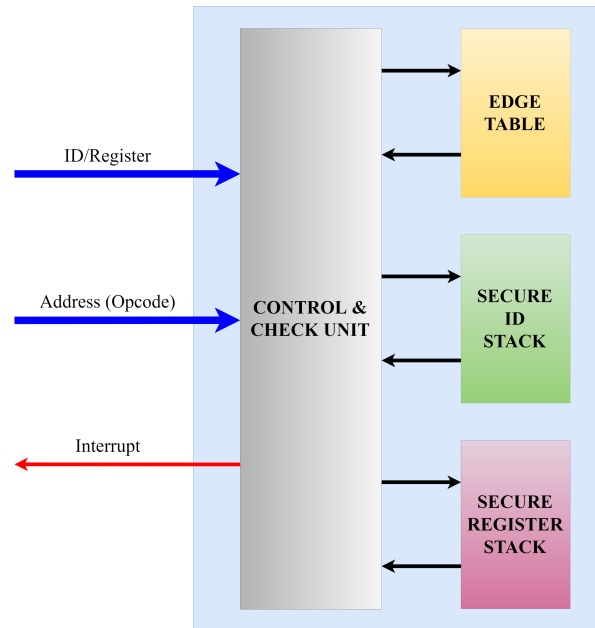 ID/Register
Address (Opcode)
Interrupt
CONTROL &
CHECK UNIT
EDGE
TABLE
SECURE
ID
STACK
SECURE
REGISTER
STACK